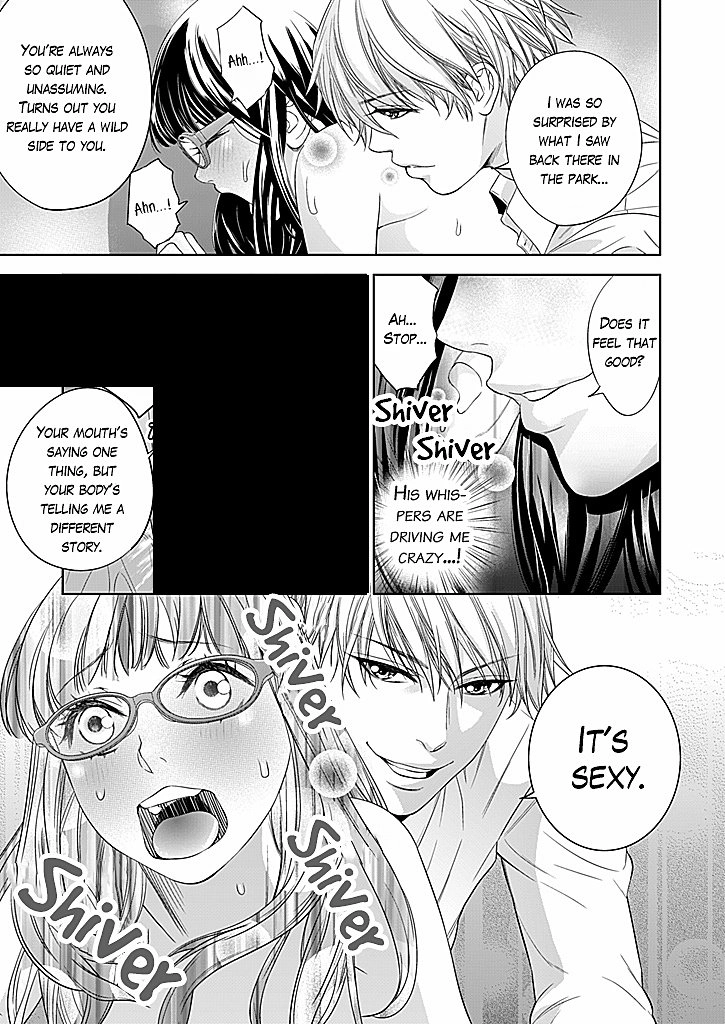 I WAS SO
SURPRISED BY
WHAT I SAW
BACK THERE IN
THE PARK...
Ahh...!
YOU'RE ALWAYS
SO QUIET AND
UNASSUMING.
TURNS OUT YOU
REALLY HAVE A WILD
SIDE TO YOU.
Ahn...!
DOES IT
FEEL THAT
GOOD?
AH...
STOP...
Shiver
Shiver
HIS WHIS-
PERS ARE
DRIVING ME
CRAZY...!
YOUR MOUTH'S
SAYING ONE
THING, BUT
YOUR BODY'S
TELLING ME A
DIFFERENT
STORY.
Shiver
IT'S
SEXY.
Shiver
Shiver